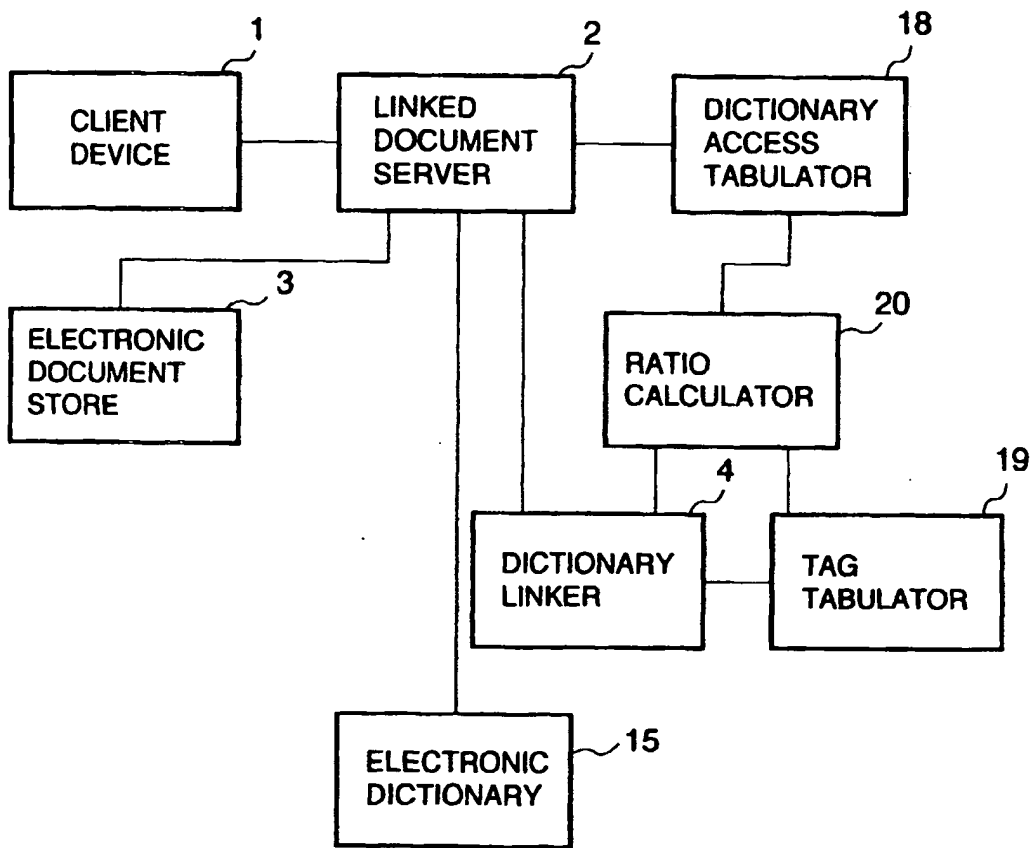 1
CLIENT
DEVICE
2
LINKED
DOCUMENT
SERVER
18
DICTIONARY
ACCESS
TABULATOR
3
ELECTRONIC
DOCUMENT
STORE
20
RATIO
CALCULATOR
4
DICTIONARY
LINKER
19
TAG
TABULATOR
15
ELECTRONIC
DICTIONARY